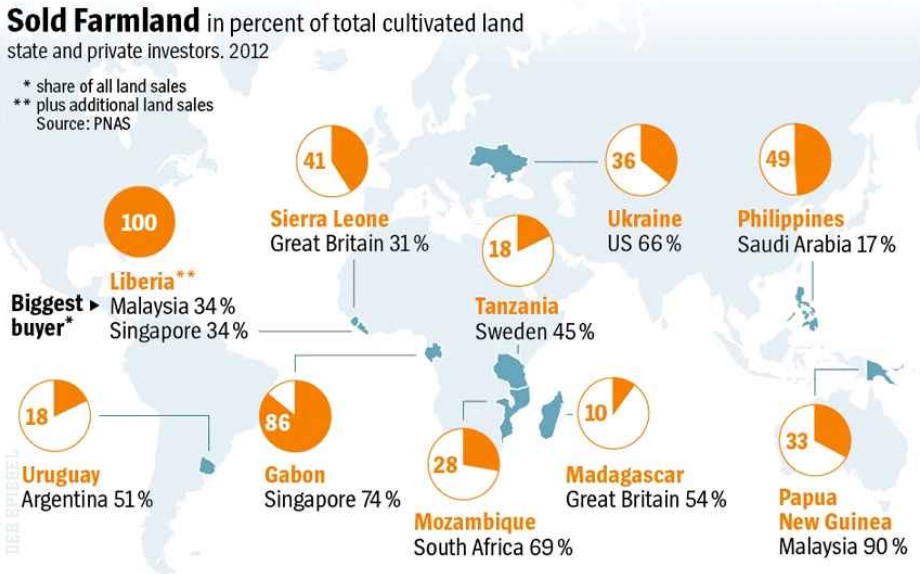 Sold Farmland in percent of total cultivated land
state and private investors. 2012
* share of all land sales
** plus additional land sales
Source: PNAS
41
Sierra Leone
Great Britain 31 %
36
Ukraine
US 66 %
49
Philippines
Saudi Arabia 17 %
100
Liberia**
Biggest buyer*
Malaysia 34 %
Singapore 34 %
18
Tanzania
Sweden 45 %
18
Uruguay
Argentina 51 %
86
Gabon
Singapore 74 %
28
Mozambique
South Africa 69 %
10
Madagascar
Great Britain 54 %
33
Papua
New Guinea
Malaysia 90 %
DER SPIEGEL